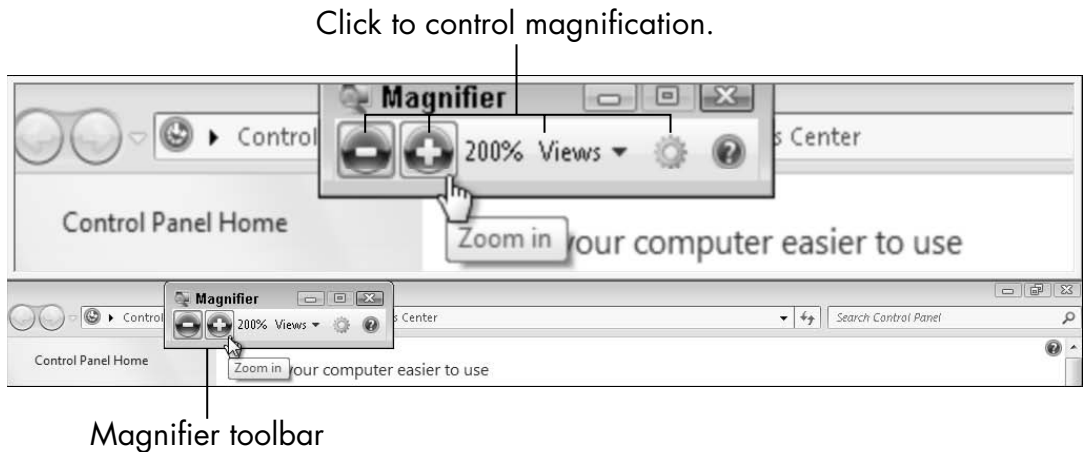 Click to control magnification.
Magnifier
Control
200% Views
s Center
Control Panel Home
Zoom in
your computer easier to use
Magnifier
Control
200% Views
s Center
Search Control Panel
Control Panel Home
Zoom in
your computer easier to use
Magnifier toolbar